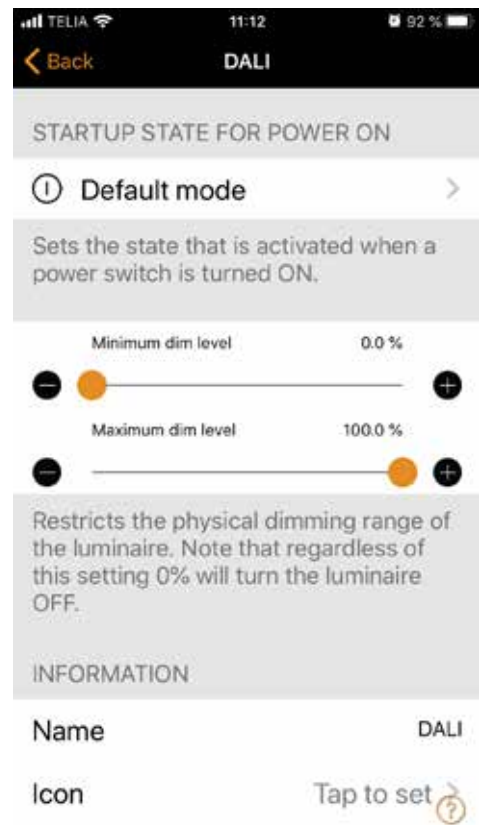 TELIA 11:12 92 %
Back DALI
STARTUP STATE FOR POWER ON
Default mode
Sets the state that is activated when a
power switch is turned ON.
Minimum dim level 0.0 %
Maximum dim level 100.0 %
Restricts the physical dimming range of
the luminaire. Note that regardless of
this setting 0% will turn the luminaire
OFF.
INFORMATION
Name DALI
Icon Tap to set
?